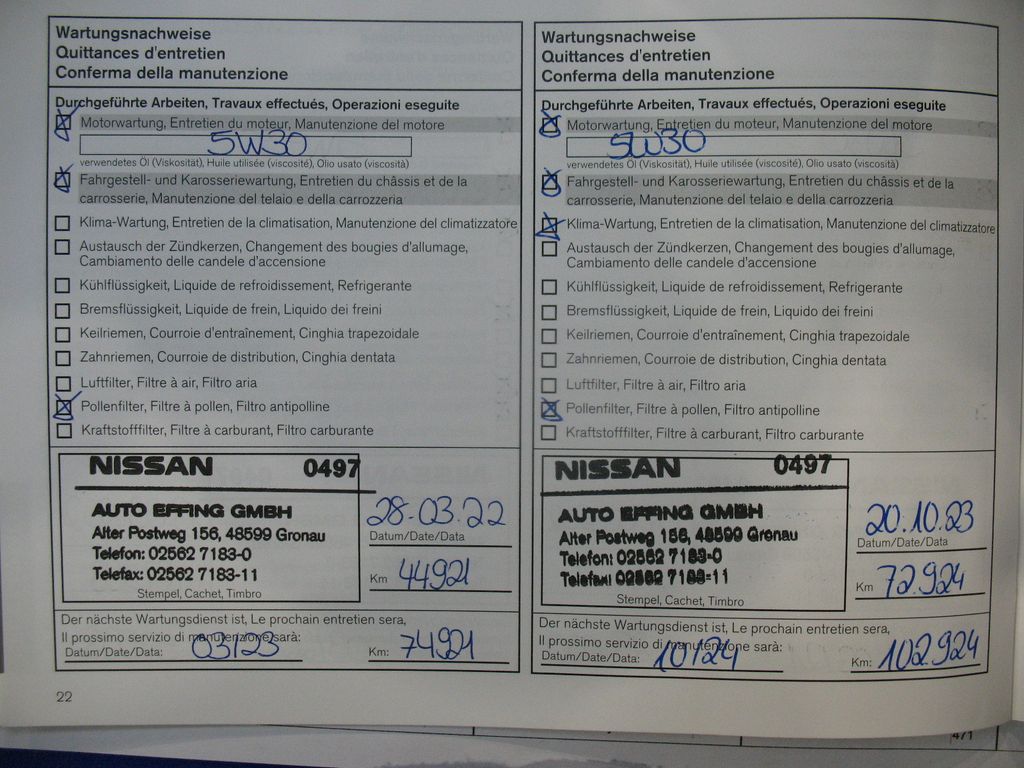 Wartungsnachweise
Quittances d'entretien
Conferma della manutenzione
Durchgeführte Arbeiten, Travaux effectués, Operazioni eseguite
Motorwartung, Entretien du moteur, Manutenzione del motore
5W30
verwendetes Öl (Viskosität), Huile utilisée (viscosité), Olio usato (viscosità)
Fahrgestell- und Karosseriewartung, Entretien du châssis et de la
carrosserie, Manutenzione del telaio e della carrozzeria
Klima-Wartung, Entretien de la climatisation, Manutenzione del climatizzatore
Austausch der Zündkerzen, Changement des bougies d'allumage,
Cambiamento delle candele d'accensione
Kühlflüssigkeit, Liquide de refroidissement, Refrigerante
Bremsflüssigkeit, Liquide de frein, Liquido dei freini
Keilriemen, Courroie d'entraînement, Cinghia trapezoidale
Zahnriemen, Courroie de distribution, Cinghia dentata
Luftfilter, Filtre à air, Filtro aria
Pollenfilter, Filtre à pollen, Filtro antipolline
Kraftstofffilter, Filtre à carburant, Filtro carburante
NISSAN 0497
AUTO EFFING GMBH
Alter Postweg 156, 48599 Gronau
Telefon: 02562 7183-0
Telefax: 02562 7183-11
Stempel, Cachet, Timbro
28.03.22
Datum/Date/Data
Km 44921
Der nächste Wartungsdienst ist, Le prochain entretien sera,
Il prossimo servizio di manutenzione sarà:
Datum/Date/Data: 03/23 Km: 74921
22
Wartungsnachweise
Quittances d'entretien
Conferma della manutenzione
Durchgeführte Arbeiten, Travaux effectués, Operazioni eseguite
Motorwartung, Entretien du moteur, Manutenzione del motore
5W30
verwendetes Öl (Viskosität), Huile utilisée (viscosité), Olio usato (viscosità)
Fahrgestell- und Karosseriewartung, Entretien du châssis et de la
carrosserie, Manutenzione del telaio e della carrozzeria
Klima-Wartung, Entretien de la climatisation, Manutenzione del climatizzatore
Austausch der Zündkerzen, Changement des bougies d'allumage,
Cambiamento delle candele d'accensione
Kühlflüssigkeit, Liquide de refroidissement, Refrigerante
Bremsflüssigkeit, Liquide de frein, Liquido dei freini
Keilriemen, Courroie d'entraînement, Cinghia trapezoidale
Zahnriemen, Courroie de distribution, Cinghia dentata
Luftfilter, Filtre à air, Filtro aria
Pollenfilter, Filtre à pollen, Filtro antipolline
Kraftstofffilter, Filtre à carburant, Filtro carburante
NISSAN 0497
AUTO EFFING GMBH
Alter Postweg 156, 48599 Gronau
Telefon: 02562 7183-0
Telefax: 02562 7183-11
Stempel, Cachet, Timbro
20.10.23
Datum/Date/Data
Km 72.924
Der nächste Wartungsdienst ist, Le prochain entretien sera,
Il prossimo servizio di manutenzione sarà:
Datum/Date/Data: 10/24 Km: 102.924